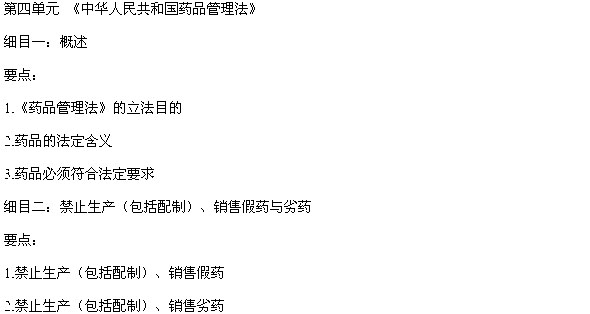 第四单元 《中华人民共和国药品管理法》
细目一：概述
要点：
1.《药品管理法》的立法目的
2.药品的法定含义
3.药品必须符合法定要求
细目二：禁止生产（包括配制）、销售假药与劣药
要点：
1.禁止生产（包括配制）、销售假药
2.禁止生产（包括配制）、销售劣药